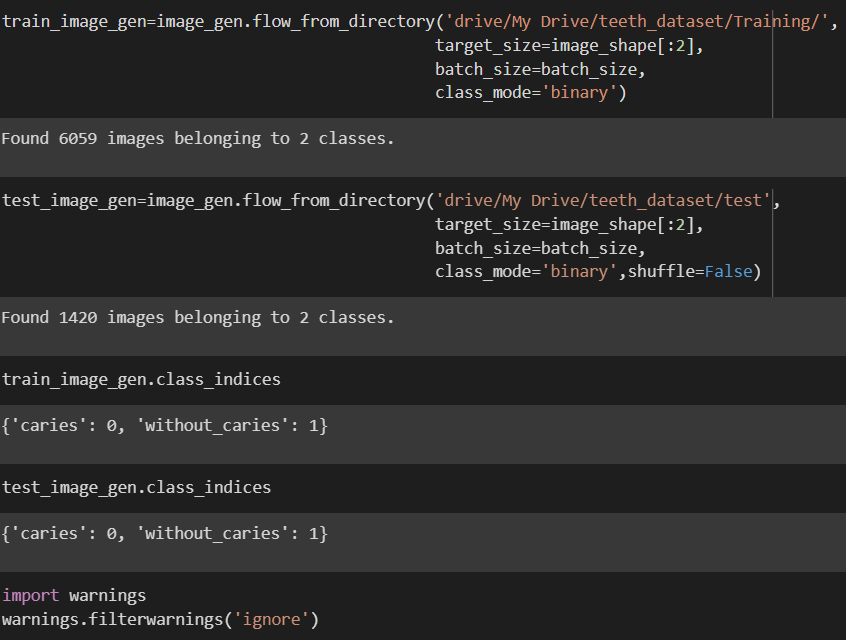 train_image_gen=image_gen.flow_from_directory('drive/My Drive/teeth_dataset/Training/',
target_size=image_shape[:2],
batch_size=batch_size,
class_mode='binary')
Found 6059 images belonging to 2 classes.
test_image_gen=image_gen.flow_from_directory('drive/My Drive/teeth_dataset/test',
target_size=image_shape[:2],
batch_size=batch_size,
class_mode='binary',shuffle=False)
Found 1420 images belonging to 2 classes.
train_image_gen.class_indices
{'caries': 0, 'without_caries': 1}
test_image_gen.class_indices
{'caries': 0, 'without_caries': 1}
import warnings
warnings.filterwarnings('ignore')